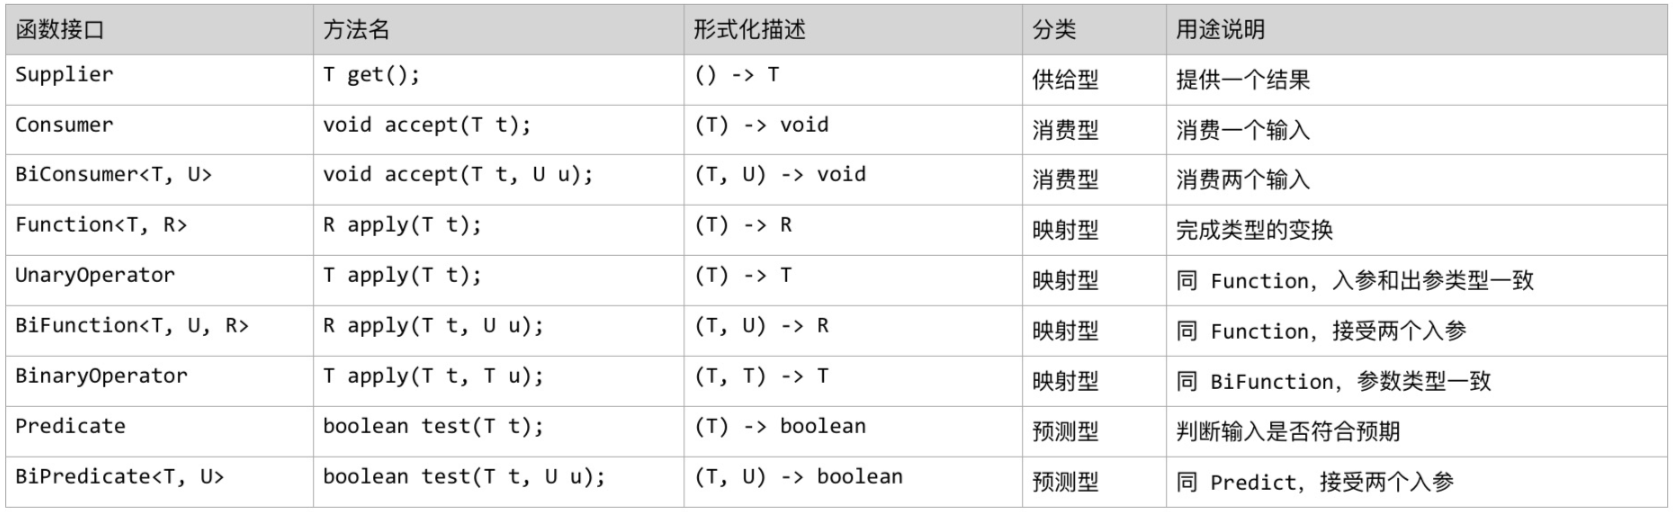 函数接口 方法名 形式化描述 分类 用途说明
Supplier T get(); () -> T 供给型 提供一个结果
Consumer void accept(T t); (T) -> void 消费型 消费一个输入
BiConsumer<T, U> void accept(T t, U u); (T, U) -> void 消费型 消费两个输入
Function<T, R> R apply(T t); (T) -> R 映射型 完成类型的变换
UnaryOperator T apply(T t); (T) -> T 映射型 同 Function，入参和出参类型一致
BiFunction<T, U, R> R apply(T t, U u); (T, U) -> R 映射型 同 Function，接受两个入参
BinaryOperator T apply(T t, T u); (T, T) -> T 映射型 同 BiFunction，参数类型一致
Predicate boolean test(T t); (T) -> boolean 预测型 判断输入是否符合预期
BiPredicate<T, U> boolean test(T t, U u); (T, U) -> boolean 预测型 同 Predict，接受两个入参